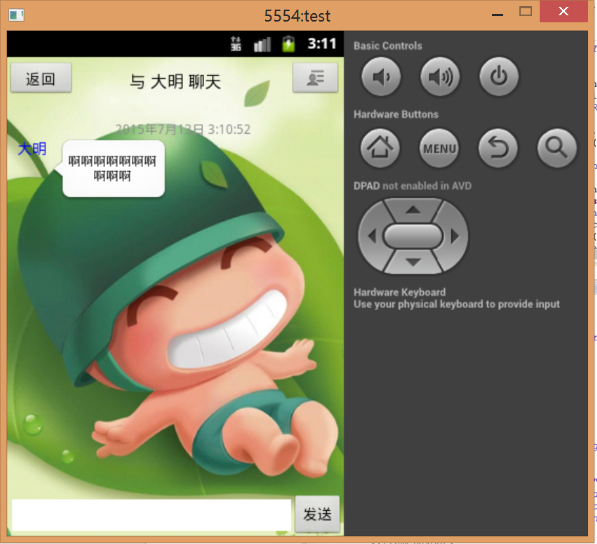 5554:test
3G
3:11
返回
与 大明 聊天
2015年7月13日 3:10:52
大明
啊啊啊啊啊啊啊
啊啊啊
发送
Basic Controls
Hardware Buttons
MENU
DPAD not enabled in AVD
Hardware Keyboard
Use your physical keyboard to provide input